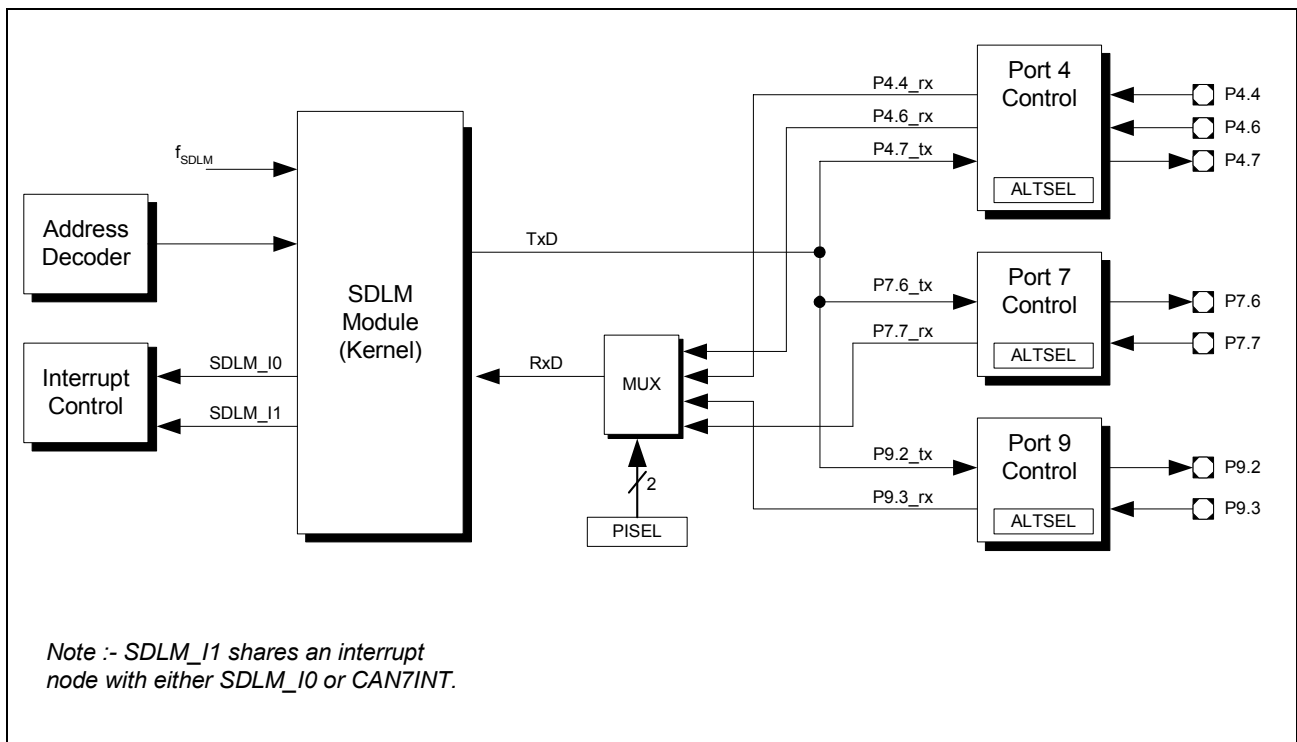 Port 4
Control
ALTSEL
P4.4_rx
P4.6_rx
P4.7_tx
P4.4
P4.6
P4.7
fSDLM
Address
Decoder
SDLM
Module
(Kernel)
TxD
Interrupt
Control
SDLM_I0
SDLM_I1
RxD
MUX
2
PISEL
P7.6_tx
P7.7_rx
Port 7
Control
ALTSEL
P7.6
P7.7
P9.2_tx
P9.3_rx
Port 9
Control
ALTSEL
P9.2
P9.3
Note :- SDLM_I1 shares an interrupt
node with either SDLM_I0 or CAN7INT.